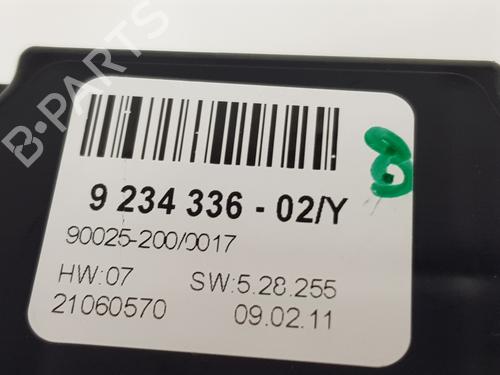 B-PARTS
9 234 336 - 02/Y
90025-200/0017
HW:07 SW:5.28.255
21060570 09.02.11